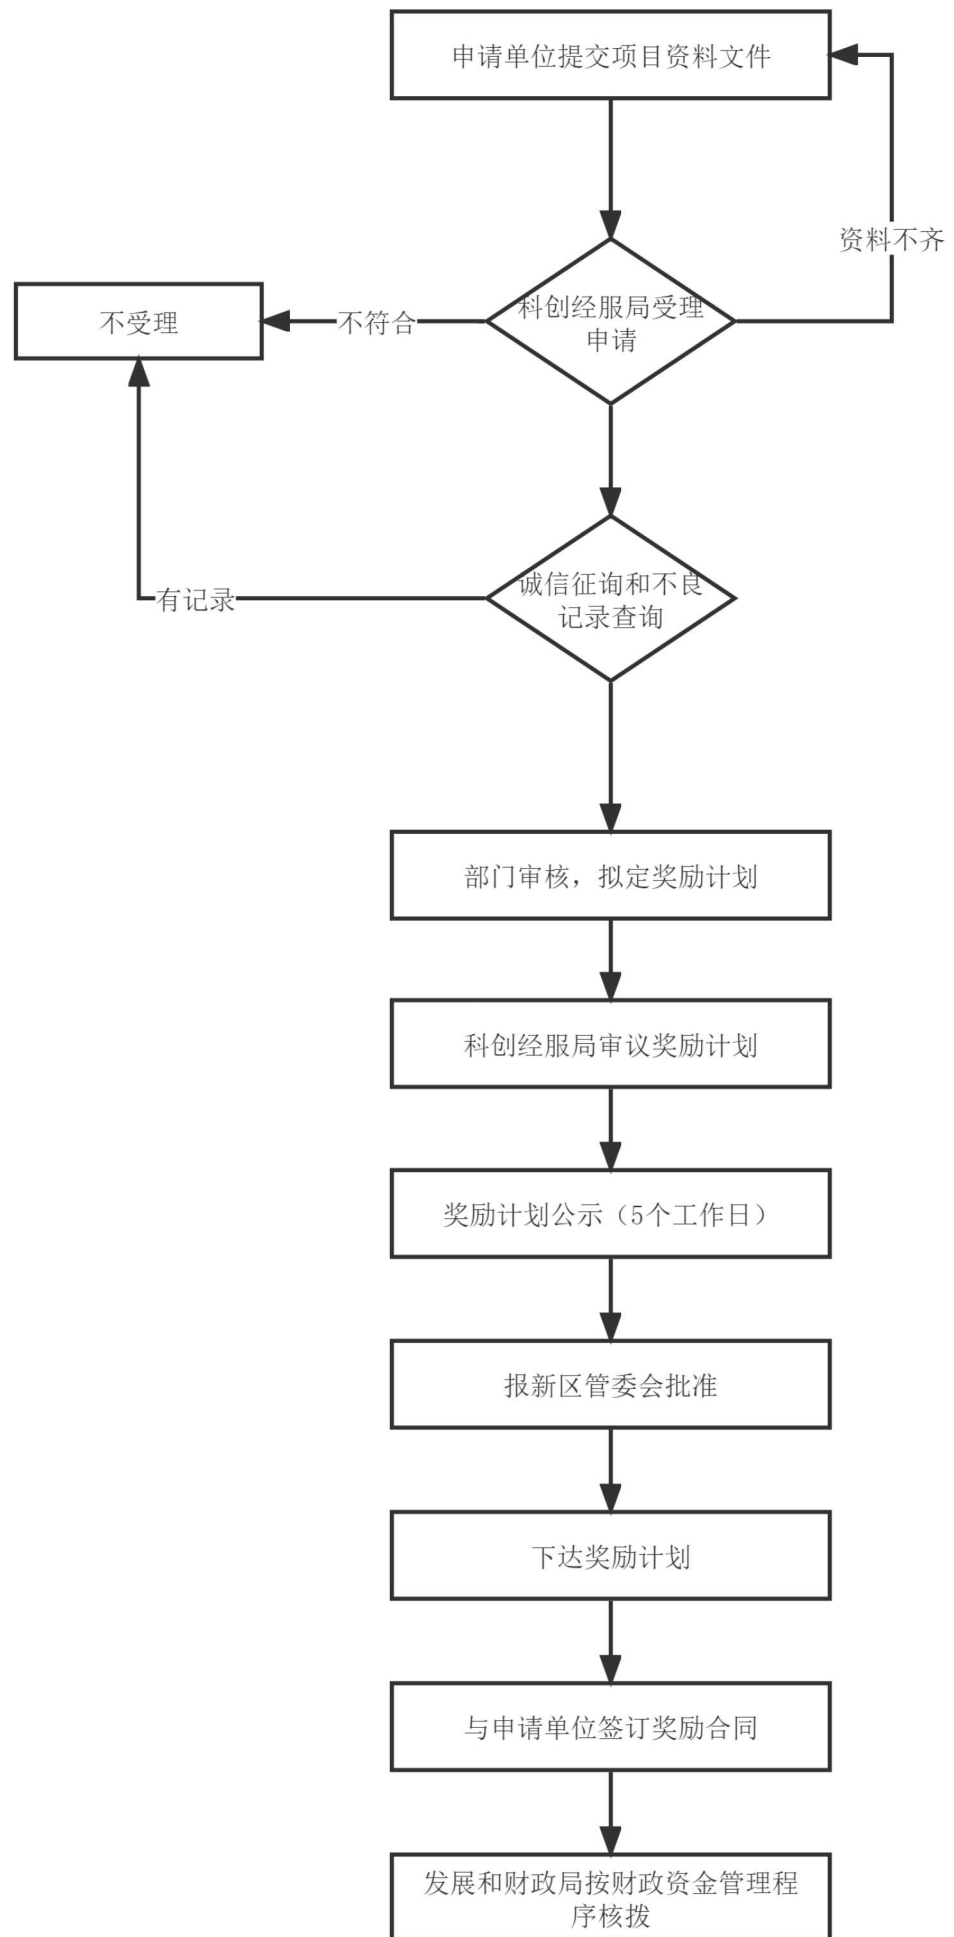 申请单位提交项目资料文件
资料不齐
科创经服局受理
申请
不符合
不受理
诚信征询和不良
记录查询
有记录
部门审核，拟定奖励计划
科创经服局审议奖励计划
奖励计划公示（5个工作日）
报新区管委会批准
下达奖励计划
与申请单位签订奖励合同
发展和财政局按财政资金管理程
序核拨